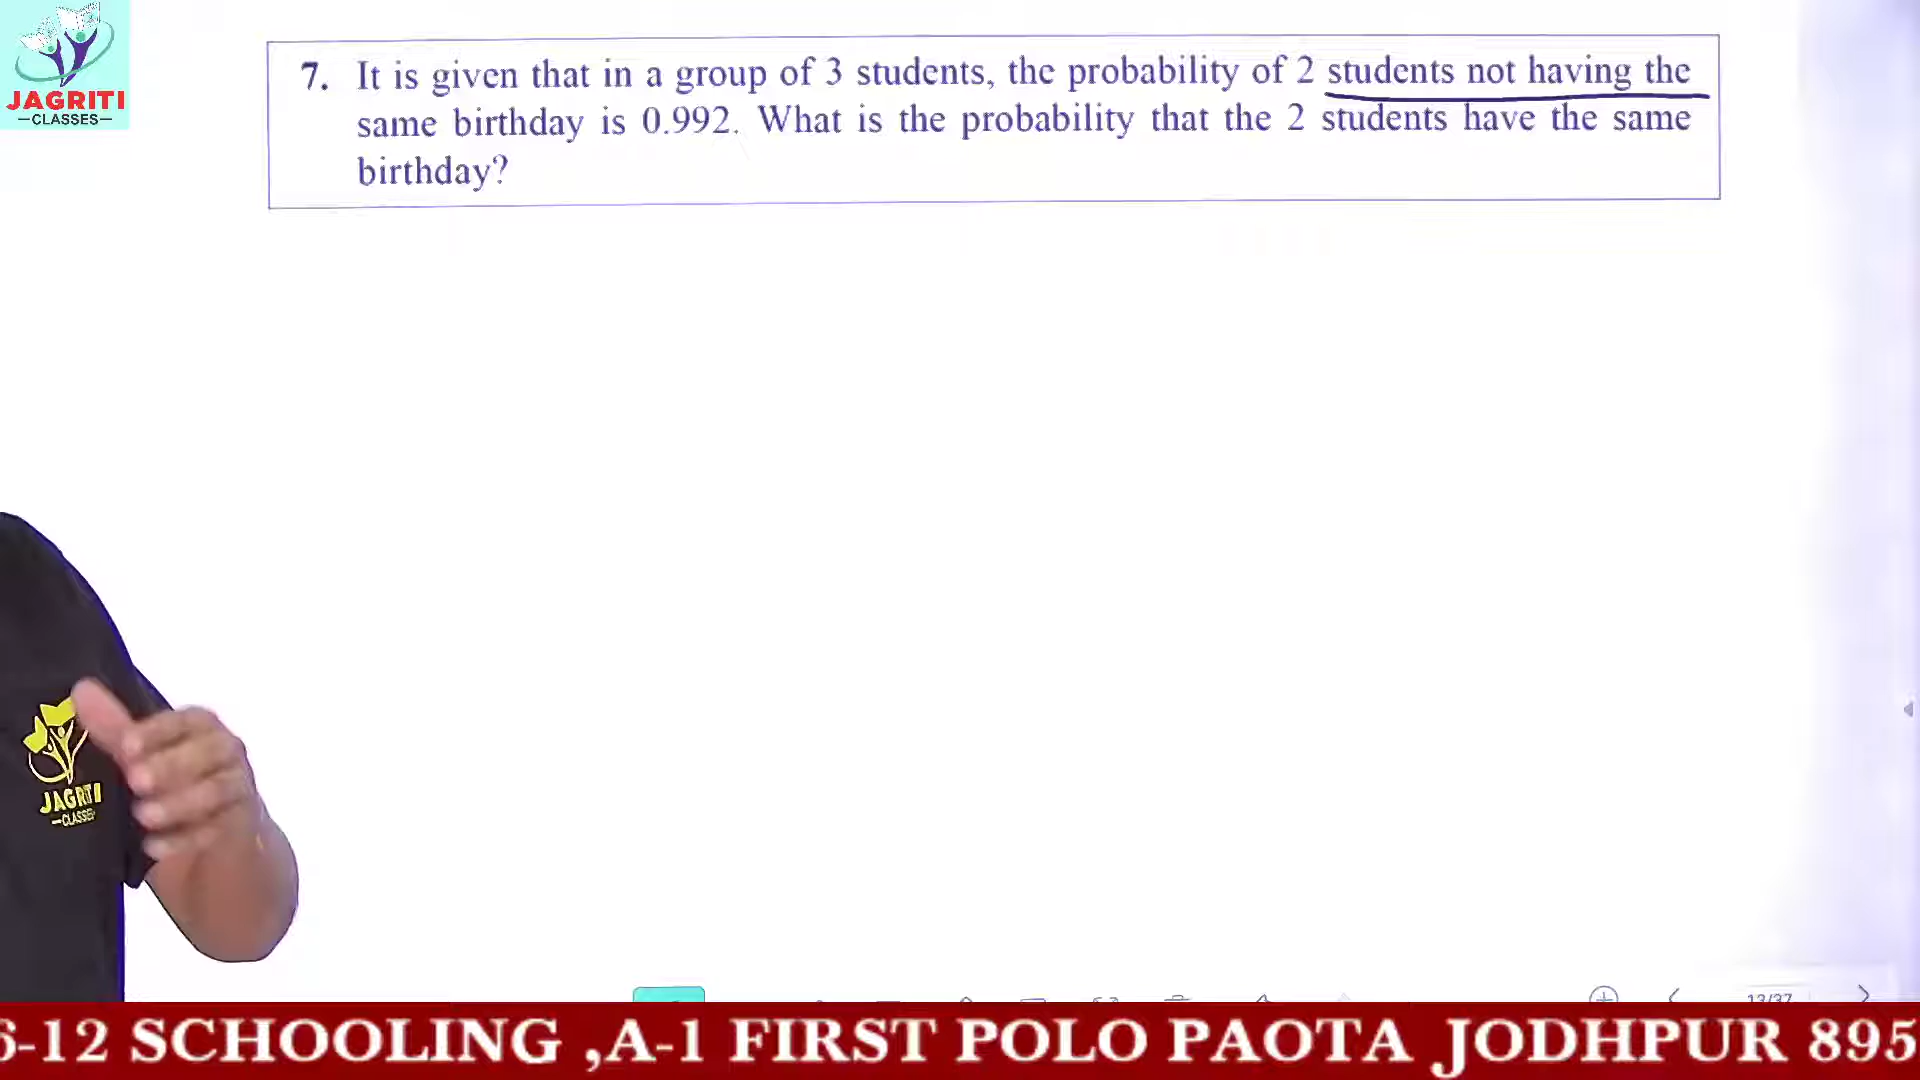 JAGRITI
CLASSES
7. It is given that in a group of 3 students, the probability of 2 students not having the
same birthday is 0.992. What is the probability that the 2 students have the same
birthday?
JAGRITI
CLASSES
13/37
6-12 SCHOOLING ,A-1 FIRST POLO PAOTA JODHPUR 895